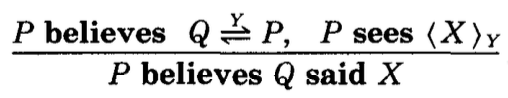 P believes Q ⇌^Y P, P sees ⟨X⟩_Y
P believes Q said X